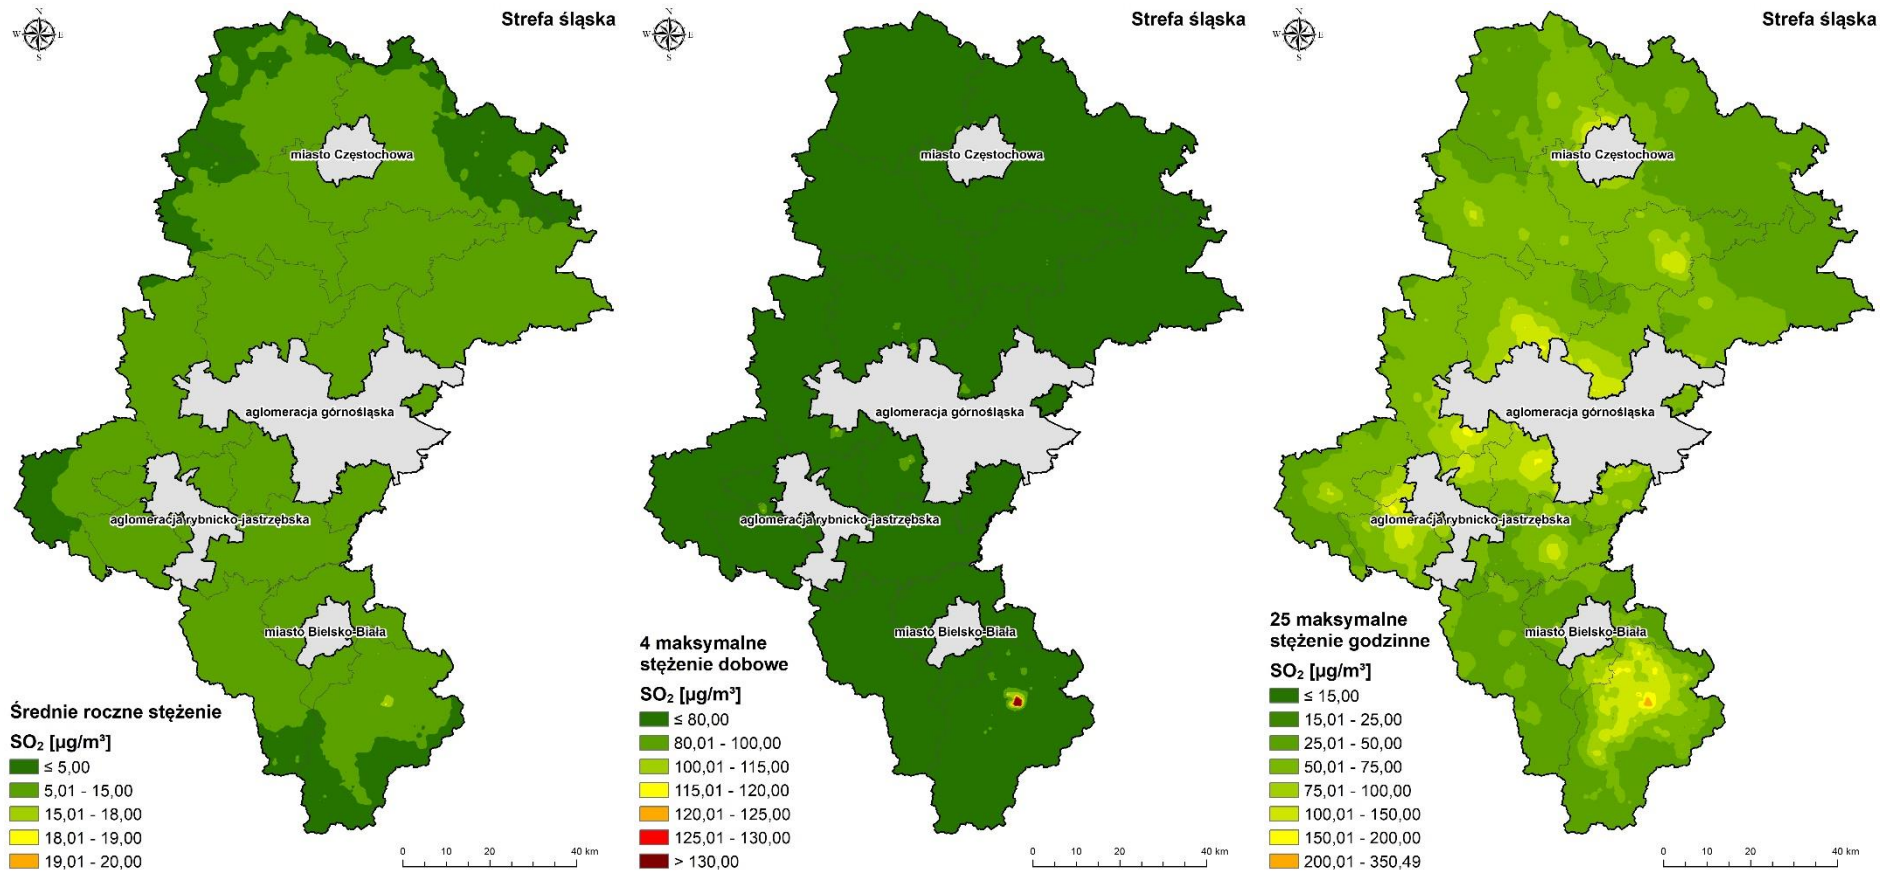 Strefa śląska
N
W E
S
miasto Częstochowa
aglomeracja górnośląska
aglomeracja rybnicko-jastrzębska
miasto Bielsko-Biała
Średnie roczne stężenie
SO₂ [µg/m³]
≤ 5,00
5,01 - 15,00
15,01 - 18,00
18,01 - 19,00
19,01 - 20,00
0 10 20 40 km
Strefa śląska
N
W E
S
miasto Częstochowa
aglomeracja górnośląska
aglomeracja rybnicko-jastrzębska
miasto Bielsko-Biała
4 maksymalne
stężenie dobowe
SO₂ [µg/m³]
≤ 80,00
80,01 - 100,00
100,01 - 115,00
115,01 - 120,00
120,01 - 125,00
125,01 - 130,00
> 130,00
0 10 20 40 km
Strefa śląska
N
W E
S
miasto Częstochowa
aglomeracja górnośląska
aglomeracja rybnicko-jastrzębska
miasto Bielsko-Biała
25 maksymalne
stężenie godzinne
SO₂ [µg/m³]
≤ 15,00
15,01 - 25,00
25,01 - 50,00
50,01 - 75,00
75,01 - 100,00
100,01 - 150,00
150,01 - 200,00
200,01 - 350,49
0 10 20 40 km